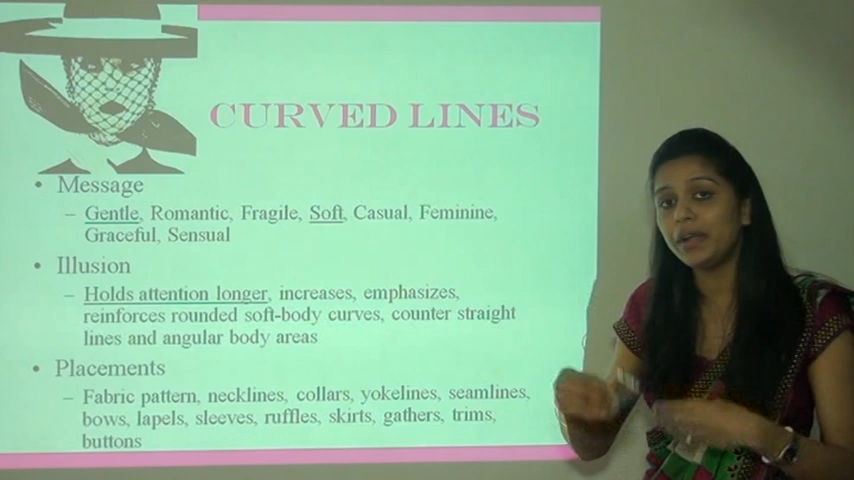 CURVED LINES
• Message
– Gentle, Romantic, Fragile, Soft, Casual, Feminine,
Graceful, Sensual
• Illusion
– Holds attention longer, increases, emphasizes,
reinforces rounded soft-body curves, counter straight
lines and angular body areas
• Placements
– Fabric pattern, necklines, collars, yokelines, seamlines,
bows, lapels, sleeves, ruffles, skirts, gathers, trims,
buttons